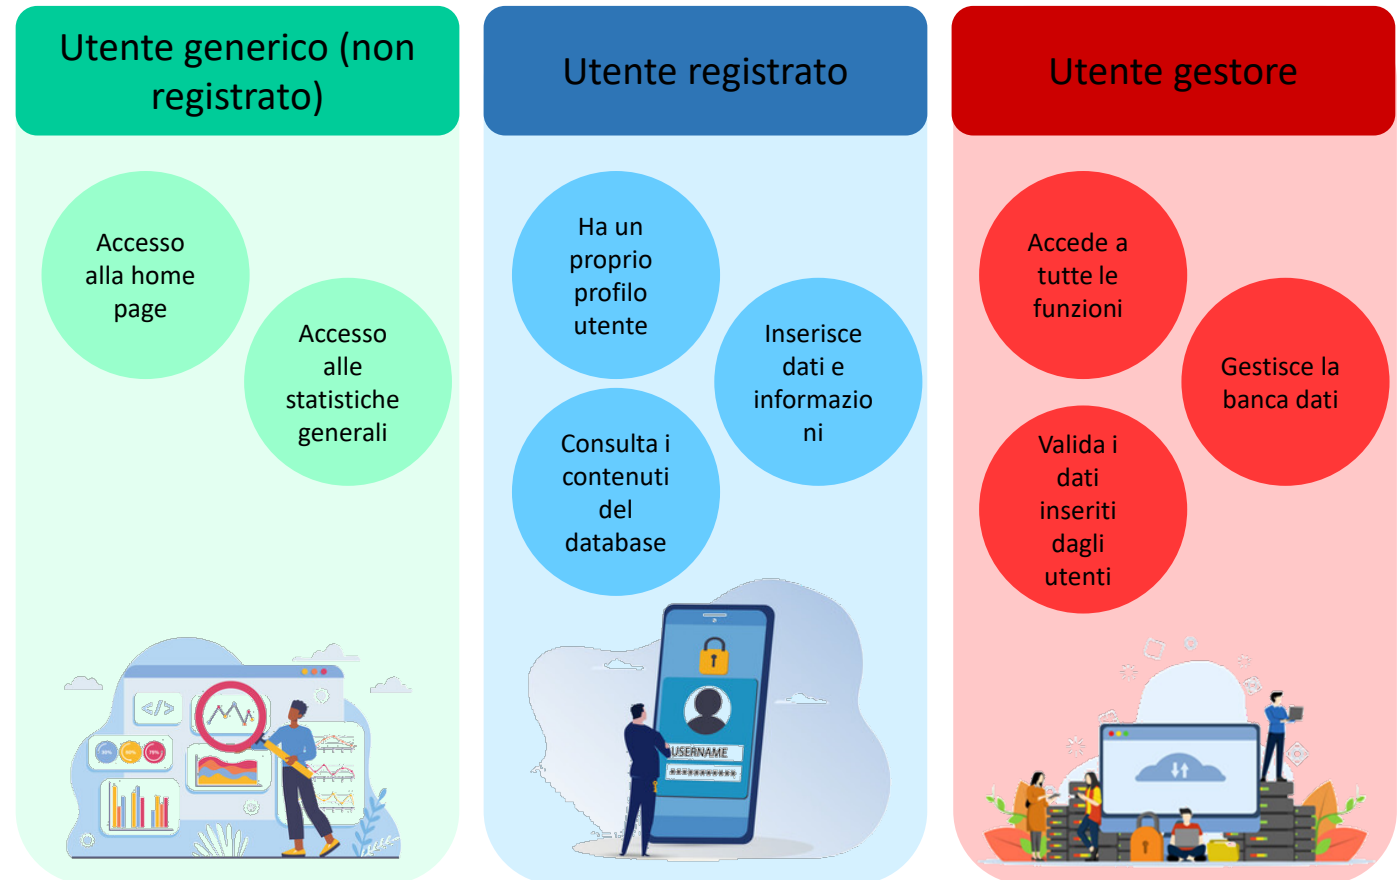 Utente generico (non
registrato)
Accesso
alla home
page
Accesso
alle
statistiche
generali
Utente registrato
Ha un
proprio
profilo
utente
Inserisce
dati e
informazio
ni
Consulta i
contenuti
del
database
USERNAME
***********
Utente gestore
Accede a
tutte le
funzioni
Gestisce la
banca dati
Valida i
dati
inseriti
dagli
utenti